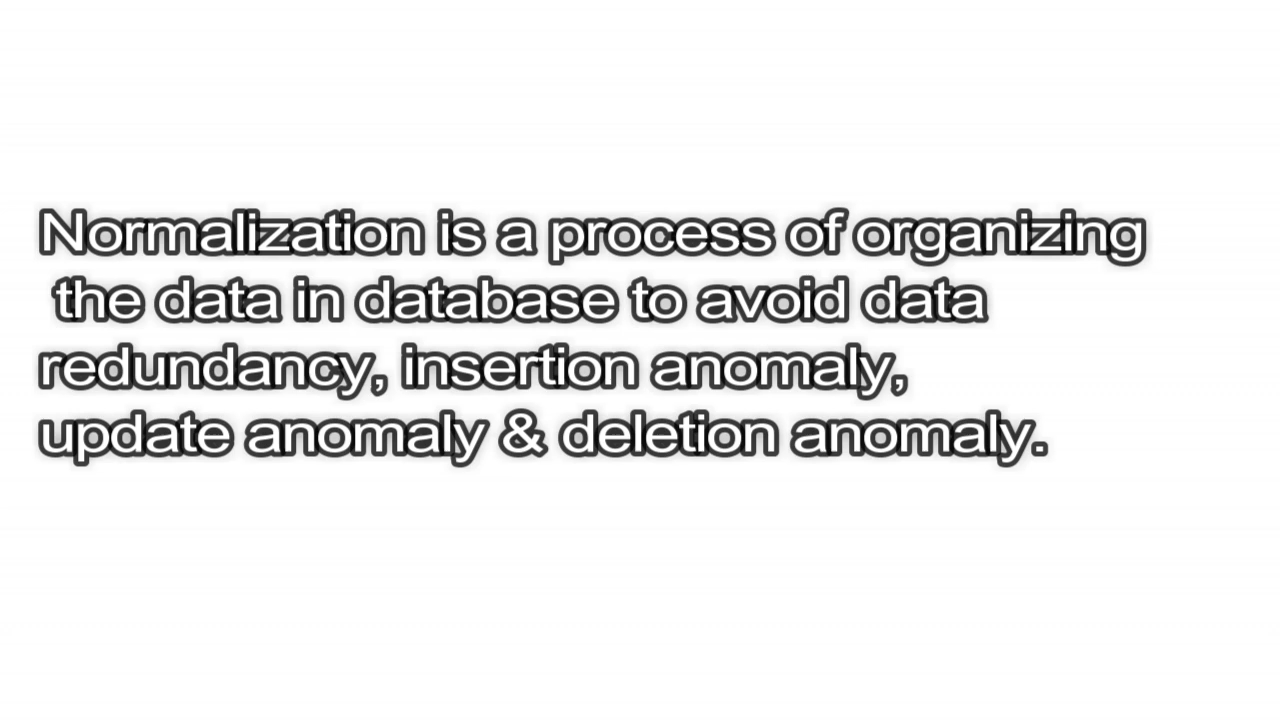 Normalization is a process of organizing
the data in database to avoid data
redundancy, insertion anomaly,
update anomaly & deletion anomaly.